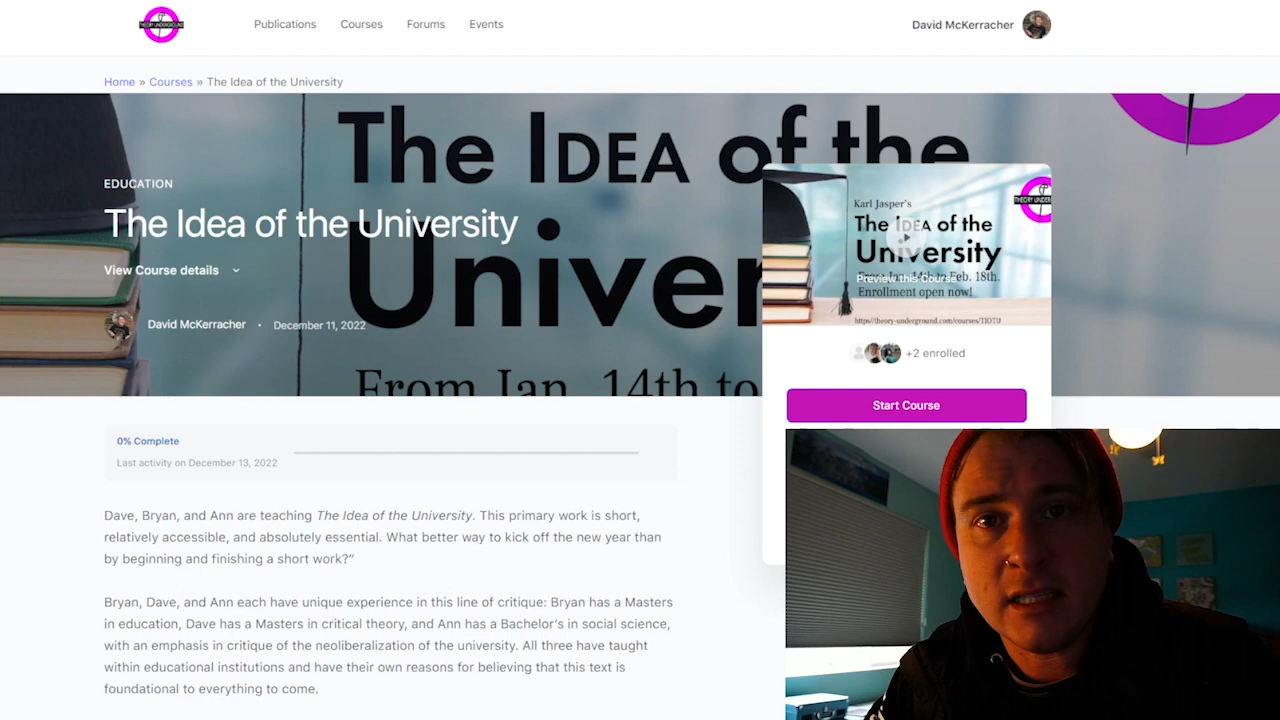 THEORY UNDERGROUND
Publications
Courses
Forums
Events
David McKerracher
Home » Courses » The Idea of the University
The Idea of the
Univer
From Jan. 14th to
EDUCATION
The Idea of the University
View Course details
David McKerracher • December 11, 2022
Karl Jasper's
The Idea of the
University
From Jan. 14th to Feb. 18th.
Preview this Course
Enrollment open now!
https://theory-underground.com/courses/TIOTU
THEORY UNDER
+2 enrolled
Start Course
0% Complete
Last activity on December 13, 2022
Dave, Bryan, and Ann are teaching The Idea of the University. This primary work is short,
relatively accessible, and absolutely essential. What better way to kick off the new year than
by beginning and finishing a short work?“
Bryan, Dave, and Ann each have unique experience in this line of critique: Bryan has a Masters
in education, Dave has a Masters in critical theory, and Ann has a Bachelor's in social science,
with an emphasis in critique of the neoliberalization of the university. All three have taught
within educational institutions and have their own reasons for believing that this text is
foundational to everything to come.